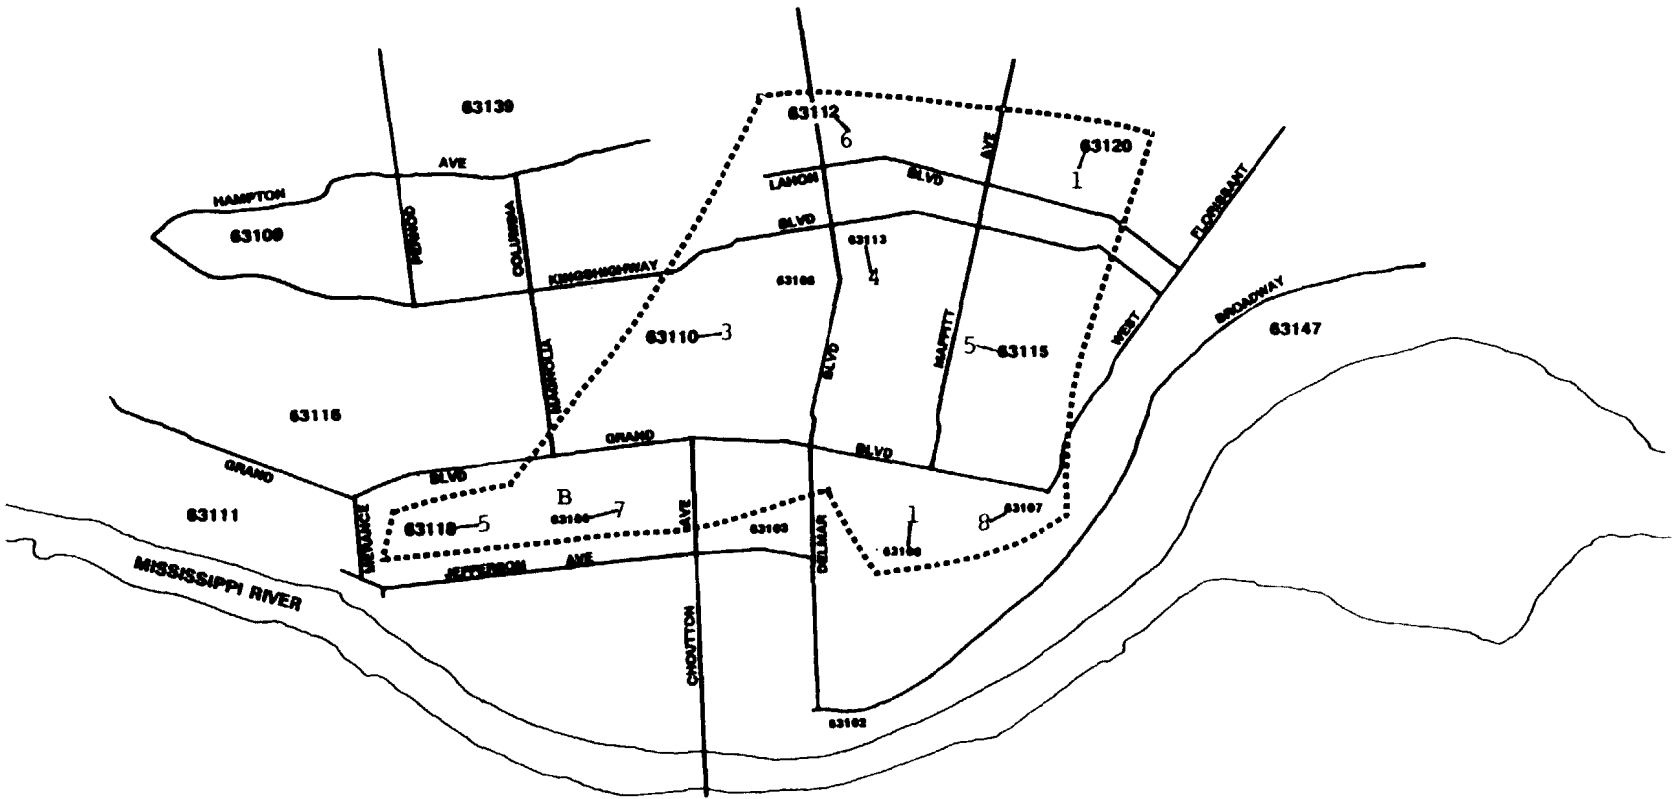 63139
63112
6
63120
1
AVE
AVE
HAMPTON
LAHON
BLVD
FLORISSANT
63109
COLUMBIA
BLVD
63113
4
KINGSHIGHWAY
63110
3
MAGNOLIA
BLVD
MAFFITT
5
63115
WEST
BROADWAY
63147
63116
GRAND
BLVD
GRAND
BLVD
63111
63118
5
B
7
AVE
63103
DELMAR
1
8
63107
JEFFERSON
AVE
MISSISSIPPI RIVER
CHOUTTON
63102